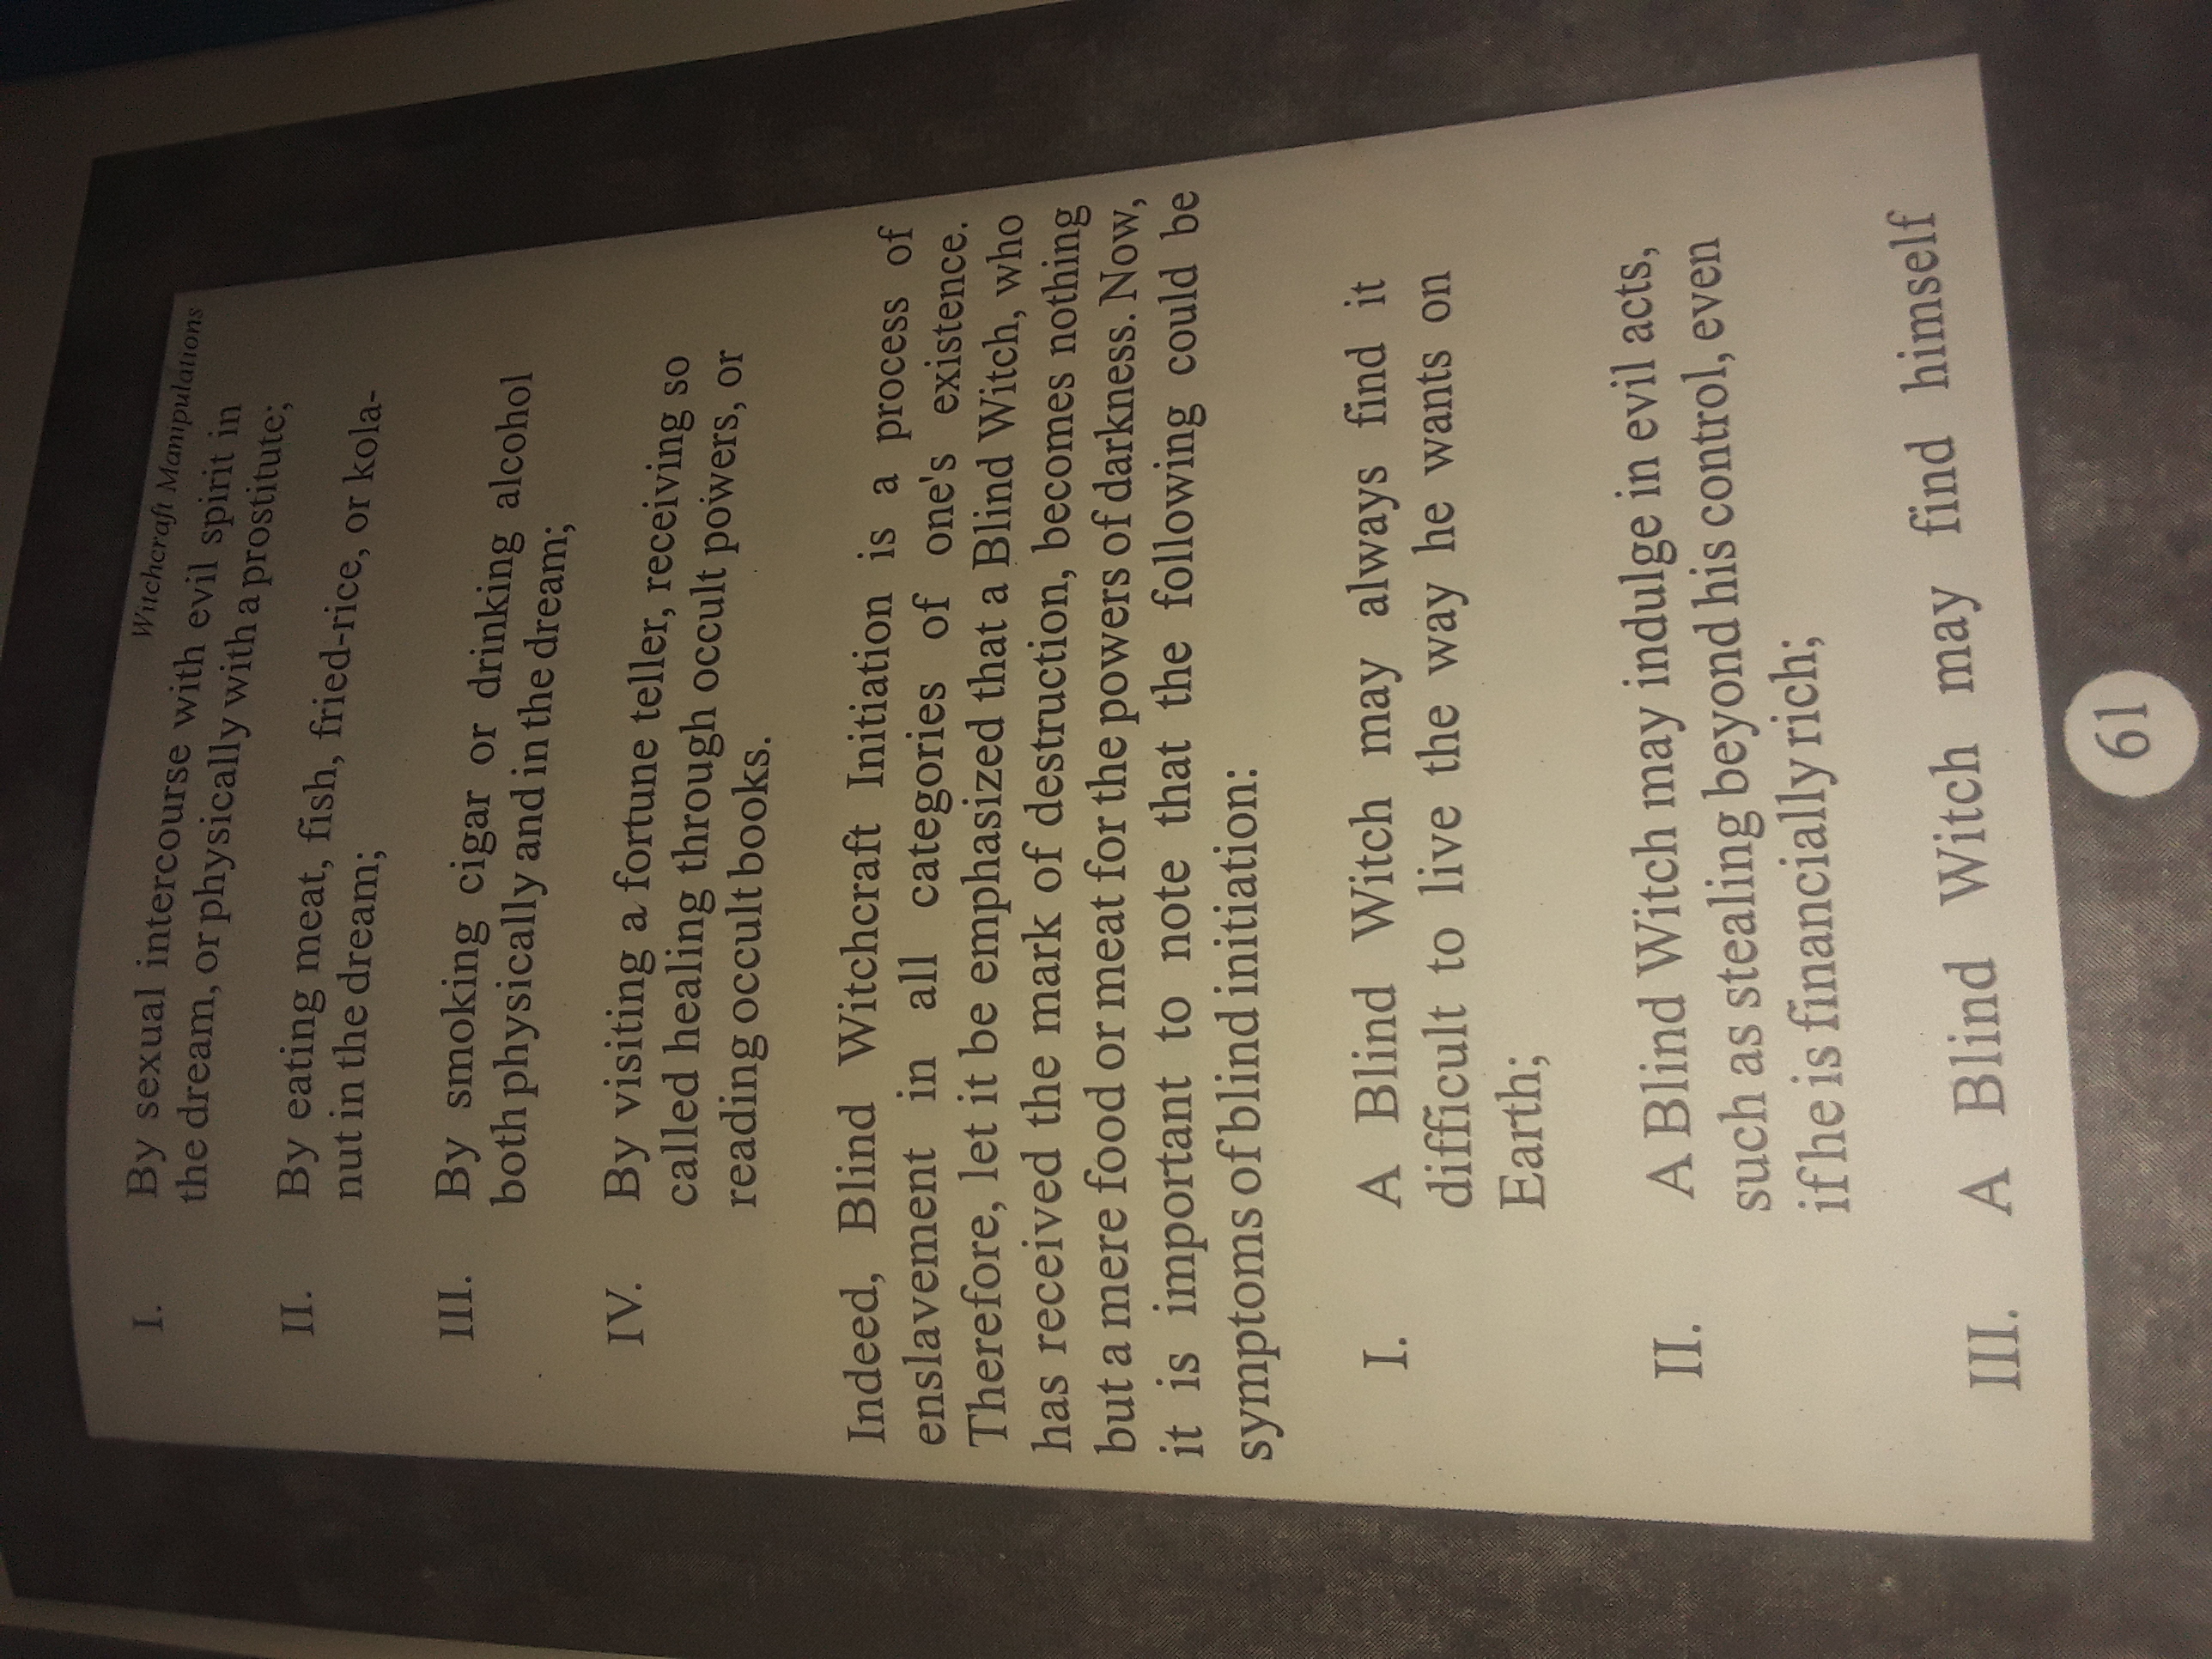 Witchcraft Manipulations
I. By sexual intercourse with evil spirit in
the dream, or physically with a prostitute;
II. By eating meat, fish, fried-rice, or kola-
nut in the dream;
III. By smoking cigar or drinking alcohol
both physically and in the dream;
IV. By visiting a fortune teller, receiving so
called healing through occult powers, or
reading occult books.
Indeed, Blind Witchcraft Initiation is a process of
enslavement in all categories of one's existence.
Therefore, let it be emphasized that a Blind Witch, who
has received the mark of destruction, becomes nothing
but a mere food or meat for the powers of darkness. Now,
it is important to note that the following could be
symptoms of blind initiation:
I. A Blind Witch may always find it
difficult to live the way he wants on
Earth;
II. A Blind Witch may indulge in evil acts,
such as stealing beyond his control, even
if he is financially rich;
III. A Blind Witch may find himself
61